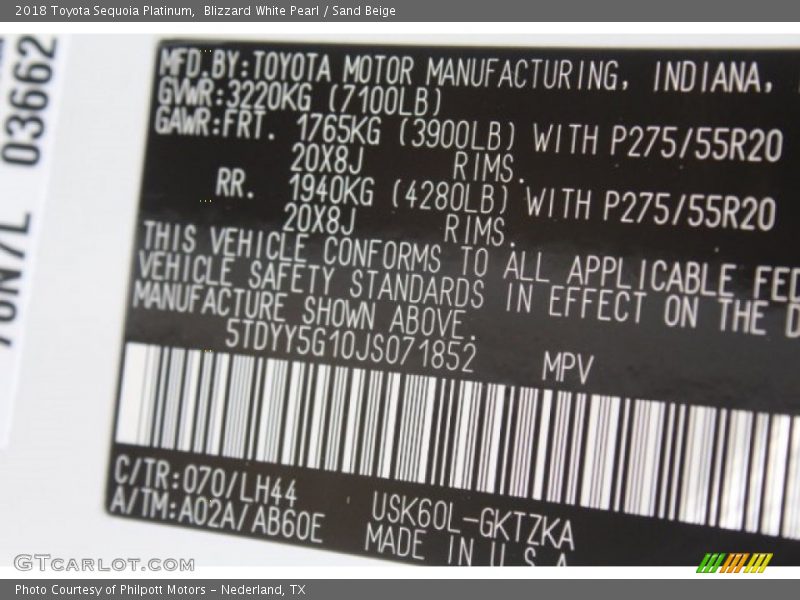 2018 Toyota Sequoia Platinum, Blizzard White Pearl / Sand Beige
03662
MFD.BY:TOYOTA MOTOR MANUFACTURING, INDIANA,
GVWR:3220KG (7100LB)
GAWR:FRT. 1765KG (3900LB) WITH P275/55R20
20X8J RIMS.
RR. 1940KG (4280LB) WITH P275/55R20
20X8J RIMS.
THIS VEHICLE CONFORMS TO ALL APPLICABLE FED
VEHICLE SAFETY STANDARDS IN EFFECT ON THE D
MANUFACTURE SHOWN ABOVE.
5TDYY5G10JS071852 MPV
C/TR:070/LH44
A/TM:A02A/AB60E
USK60L-GKTZKA
MADE IN U.S.A.
GTCARLOT.COM
Photo Courtesy of Philpott Motors - Nederland, TX